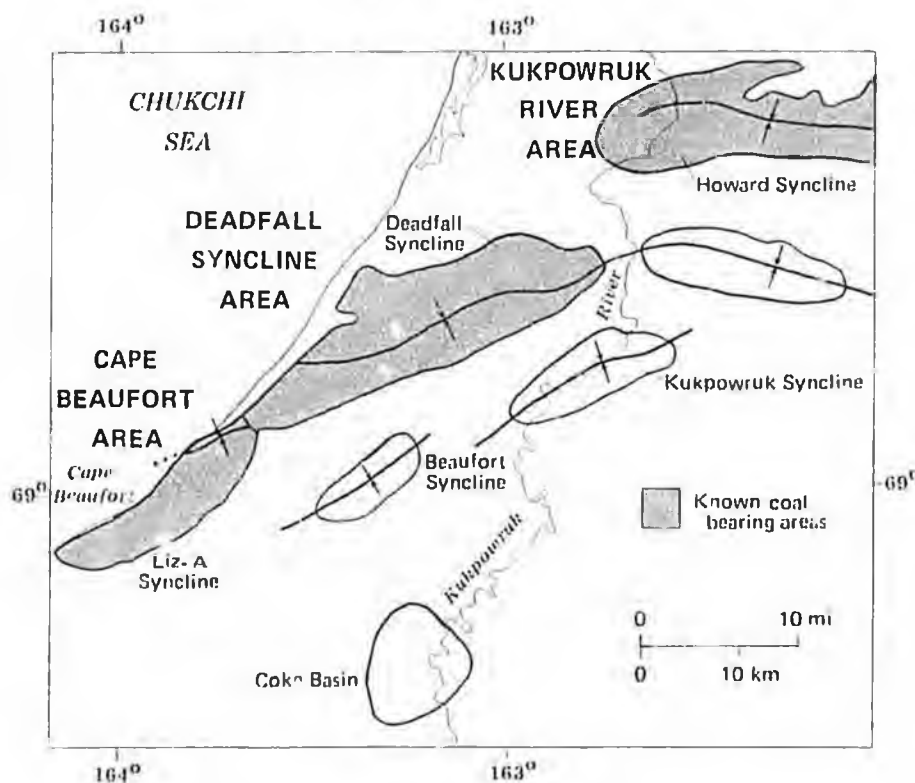 164°
163°
CHUKCHI
SEA
KUKPOWRUK
RIVER
AREA
Howard Syncline
DEADFALL
SYNCLINE
AREA
Deadfall
Syncline
River
CAPE
BEAUFORT
AREA
Kukpowruk Syncline
Cape
Beaufort
69°
Beaufort
Syncline
69°
Known coal
bearing areas
Liz-A
Syncline
Kukpowruk
0 10 mi
0 10 km
Coke Basin
164°
163°